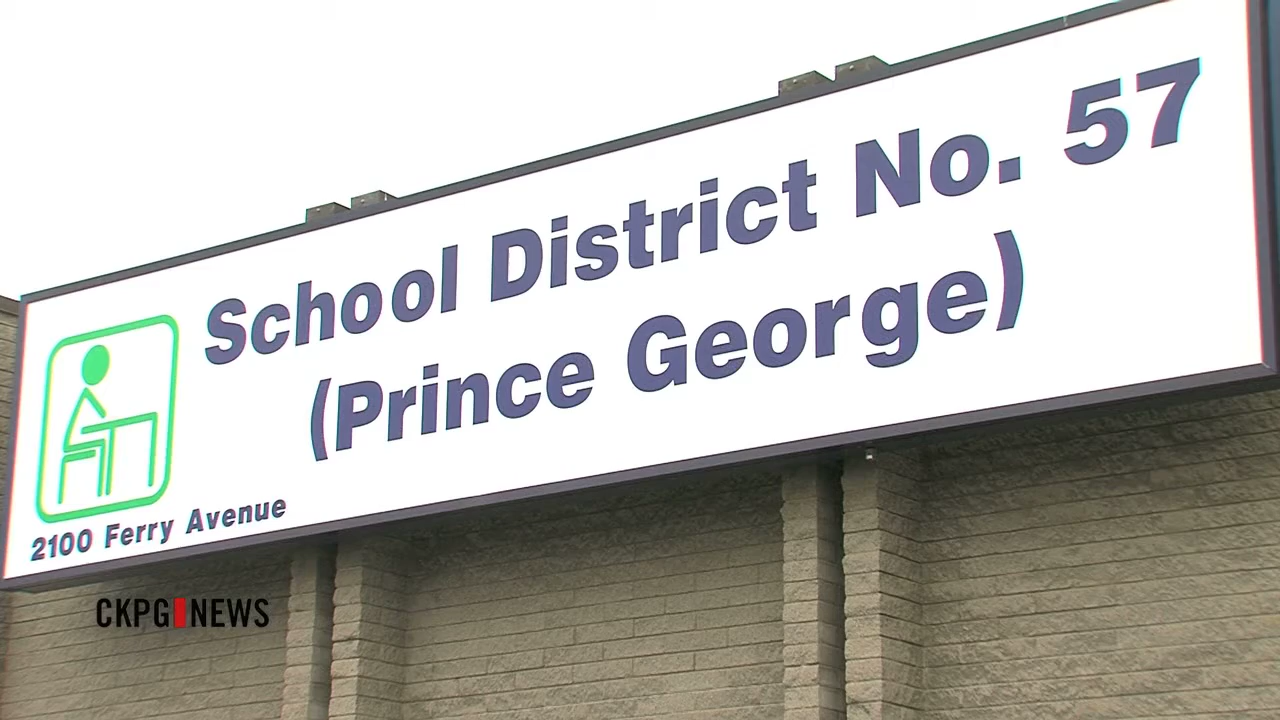 School District No. 57
(Prince George)
2100 Ferry Avenue
CKPG NEWS